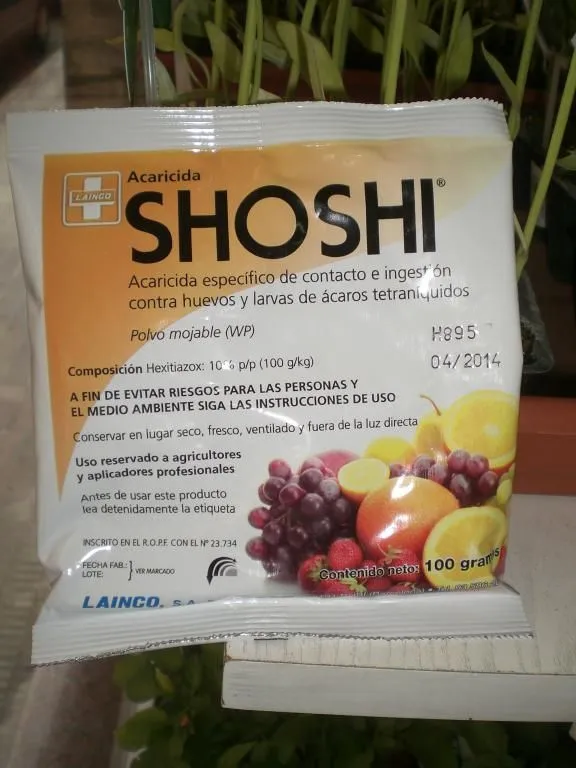 LAINCO
Acaricida
SHOSHI®
Acaricida específico de contacto e ingestión
contra huevos y larvas de ácaros tetraníquidos
Polvo mojable (WP)
H895
04/2014
Composición Hexitiazox: 10% p/p (100 g/kg)
A FIN DE EVITAR RIESGOS PARA LAS PERSONAS Y
EL MEDIO AMBIENTE SIGA LAS INSTRUCCIONES DE USO
Conservar en lugar seco, fresco, ventilado y fuera de la luz directa
Uso reservado a agricultores
y aplicadores profesionales
Antes de usar este producto
lea detenidamente la etiqueta
INSCRITO EN EL R.O.P.F. CON EL Nº 23.734
FECHA FAB.:
LOTE:
VER MARCADO
Contenido neto: 100 gramos
LAINCO, S.A.